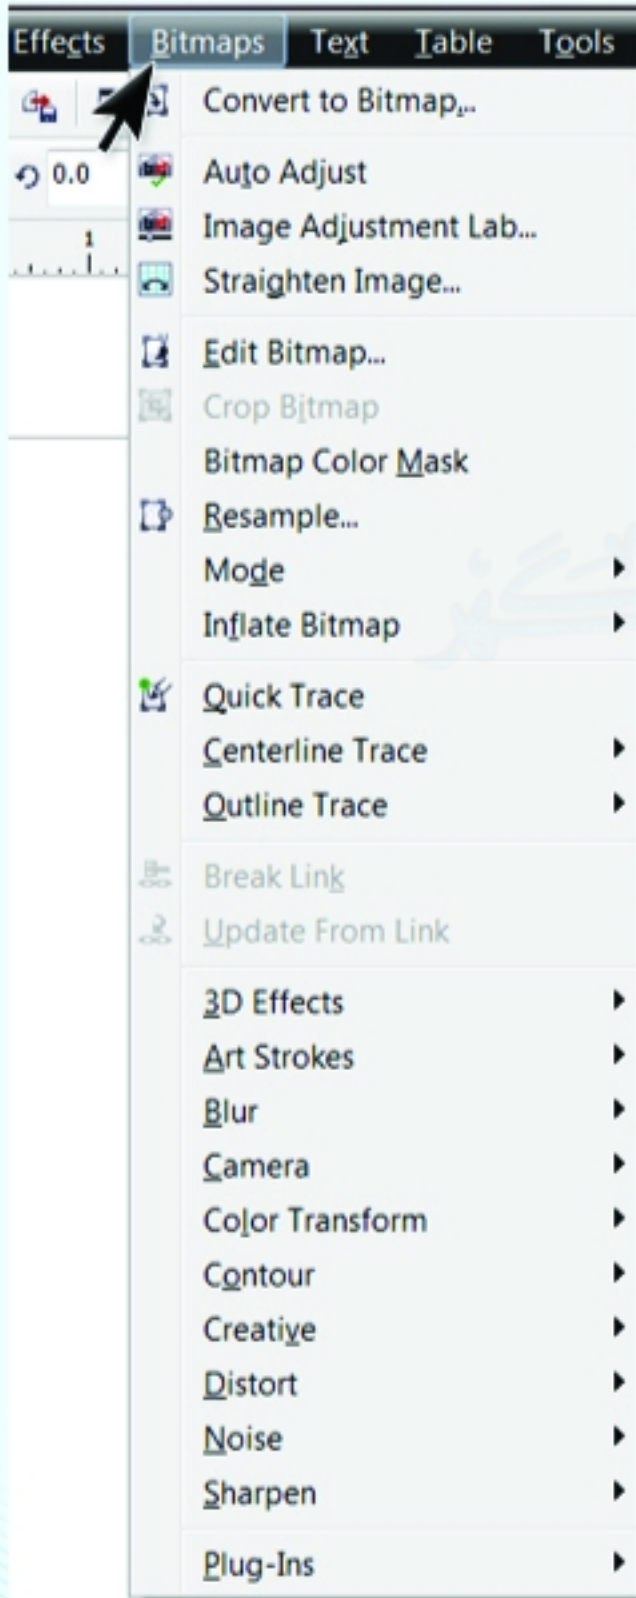 Effects Bitmaps Text Table Tools
Convert to Bitmap...
0.0
Auto Adjust
1
Image Adjustment Lab...
Straighten Image...
Edit Bitmap...
Crop Bitmap
Bitmap Color Mask
Resample...
Mode
Inflate Bitmap
Quick Trace
Centerline Trace
Outline Trace
Break Link
Update From Link
3D Effects
Art Strokes
Blur
Camera
Color Transform
Contour
Creative
Distort
Noise
Sharpen
Plug-Ins